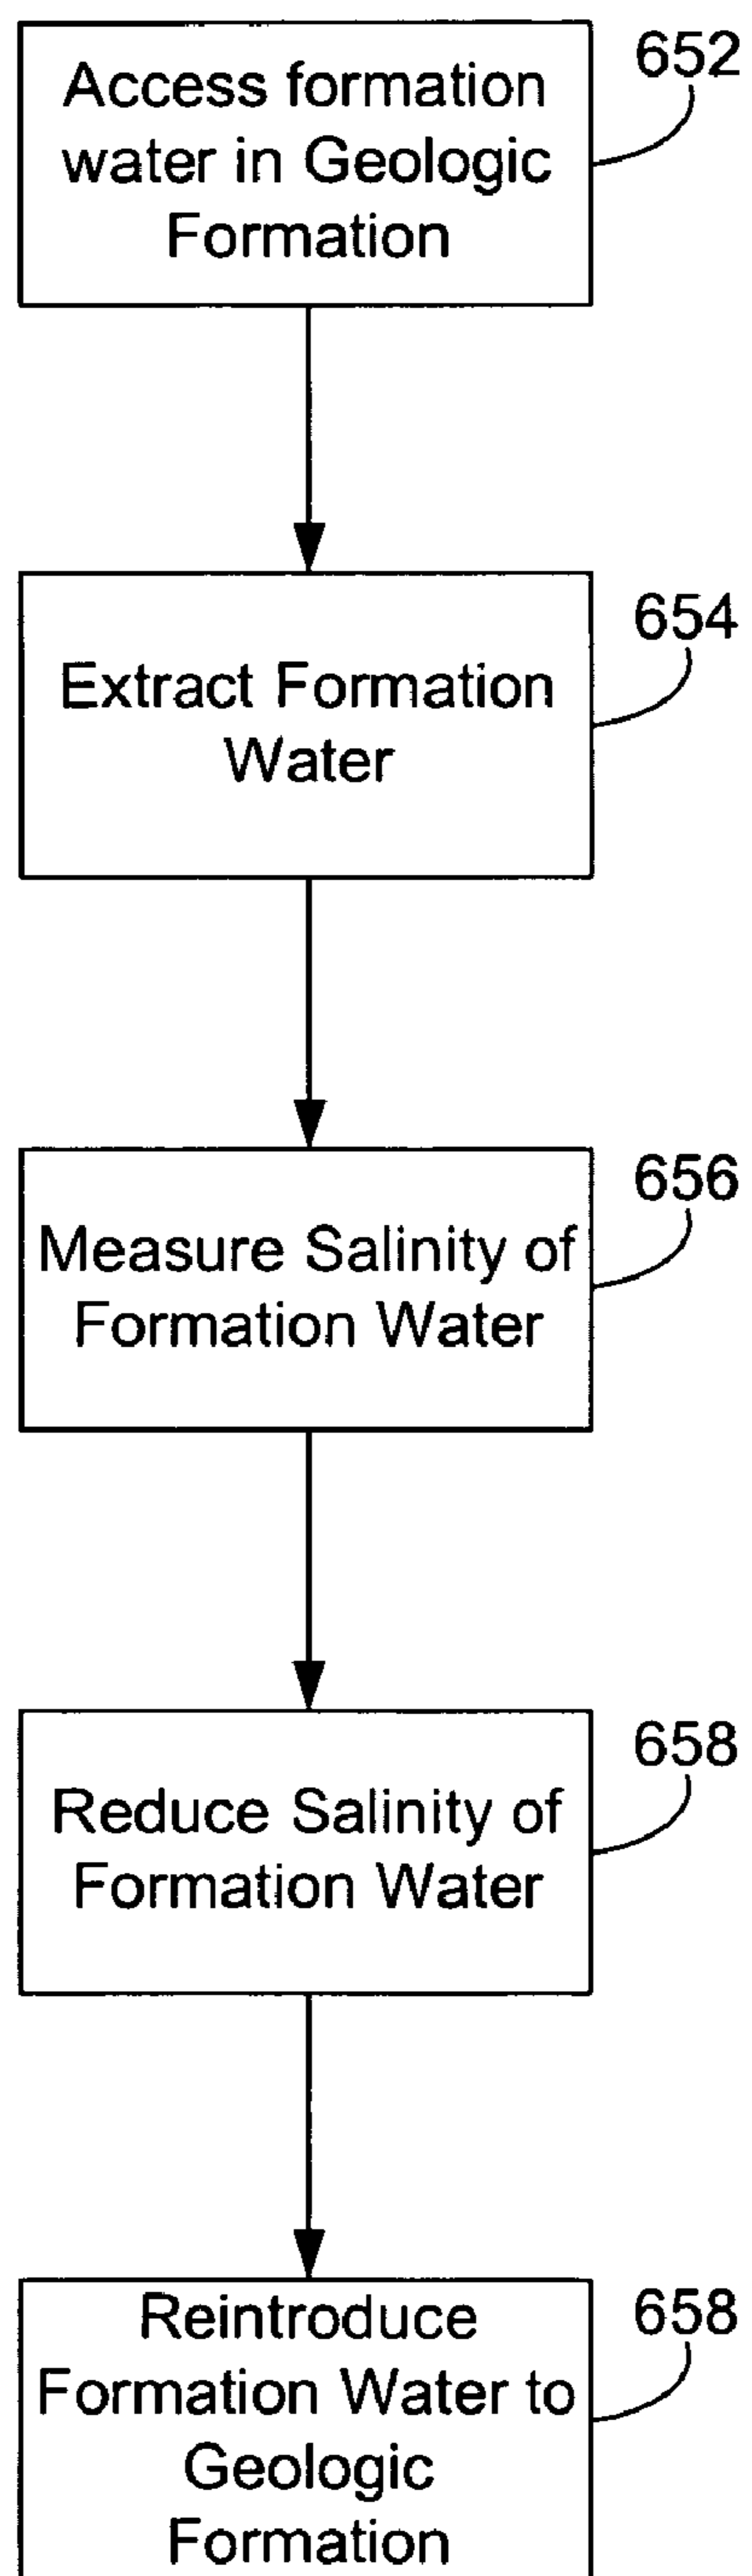 Access formation
water in Geologic
Formation
652
Extract Formation
Water
654
Measure Salinity of
Formation Water
656
Reduce Salinity of
Formation Water
658
Reintroduce
Formation Water to
Geologic
Formation
658